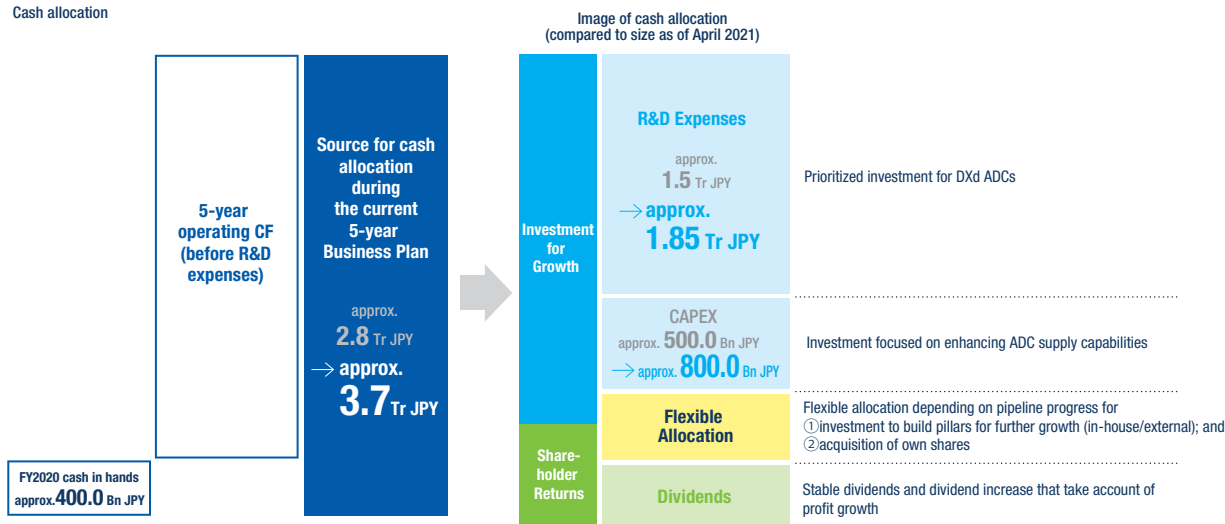 Cash allocation
Image of cash allocation
(compared to size as of April 2021)
5-year
operating CF
(before R&D
expenses)
FY2020 cash in hands
approx.400.0 Bn JPY
Source for cash
allocation
during
the current
5-year
Business Plan
approx.
2.8 Tr JPY
→ approx.
3.7 Tr JPY
Investment
for
Growth
Share-
holder
Returns
R&D Expenses
approx.
1.5 Tr JPY
→ approx.
1.85 Tr JPY
Prioritized investment for DXd ADCs
CAPEX
approx. 500.0 Bn JPY
→ approx. 800.0 Bn JPY
Investment focused on enhancing ADC supply capabilities
Flexible
Allocation
Flexible allocation depending on pipeline progress for
①investment to build pillars for further growth (in-house/external); and
②acquisition of own shares
Dividends
Stable dividends and dividend increase that take account of
profit growth